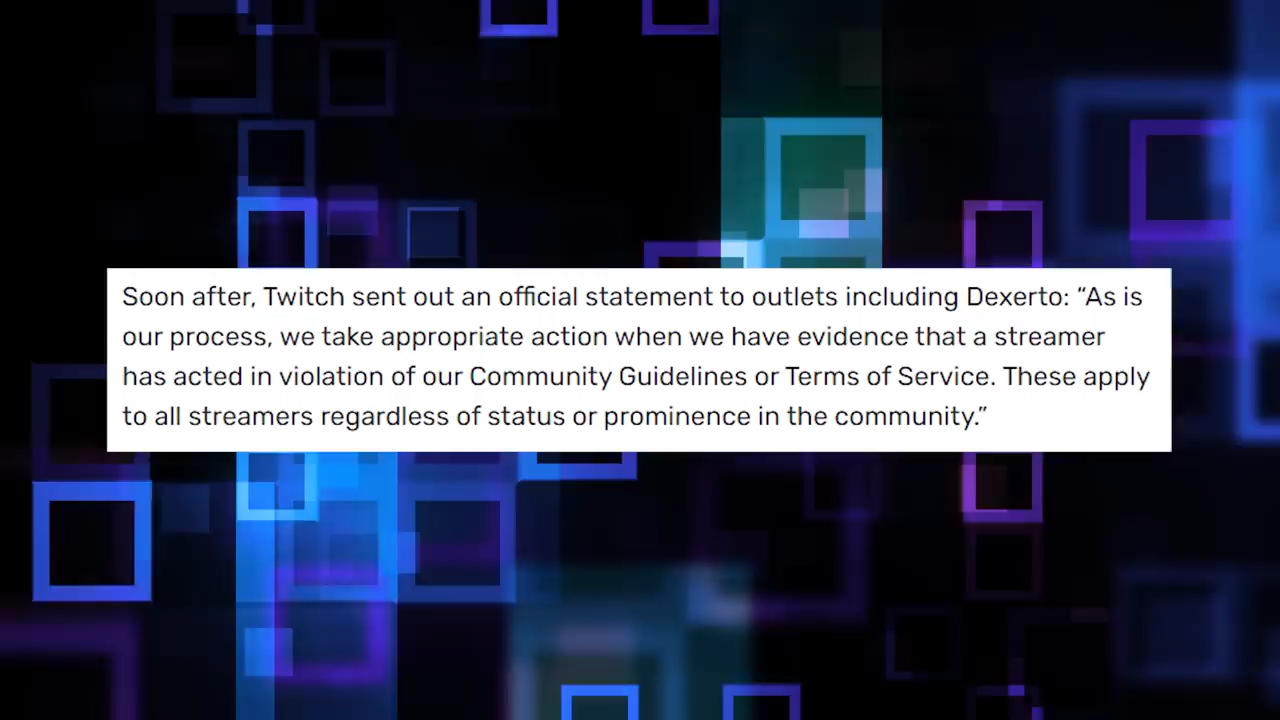 Soon after, Twitch sent out an official statement to outlets including Dexerto: “As is
our process, we take appropriate action when we have evidence that a streamer
has acted in violation of our Community Guidelines or Terms of Service. These apply
to all streamers regardless of status or prominence in the community.”